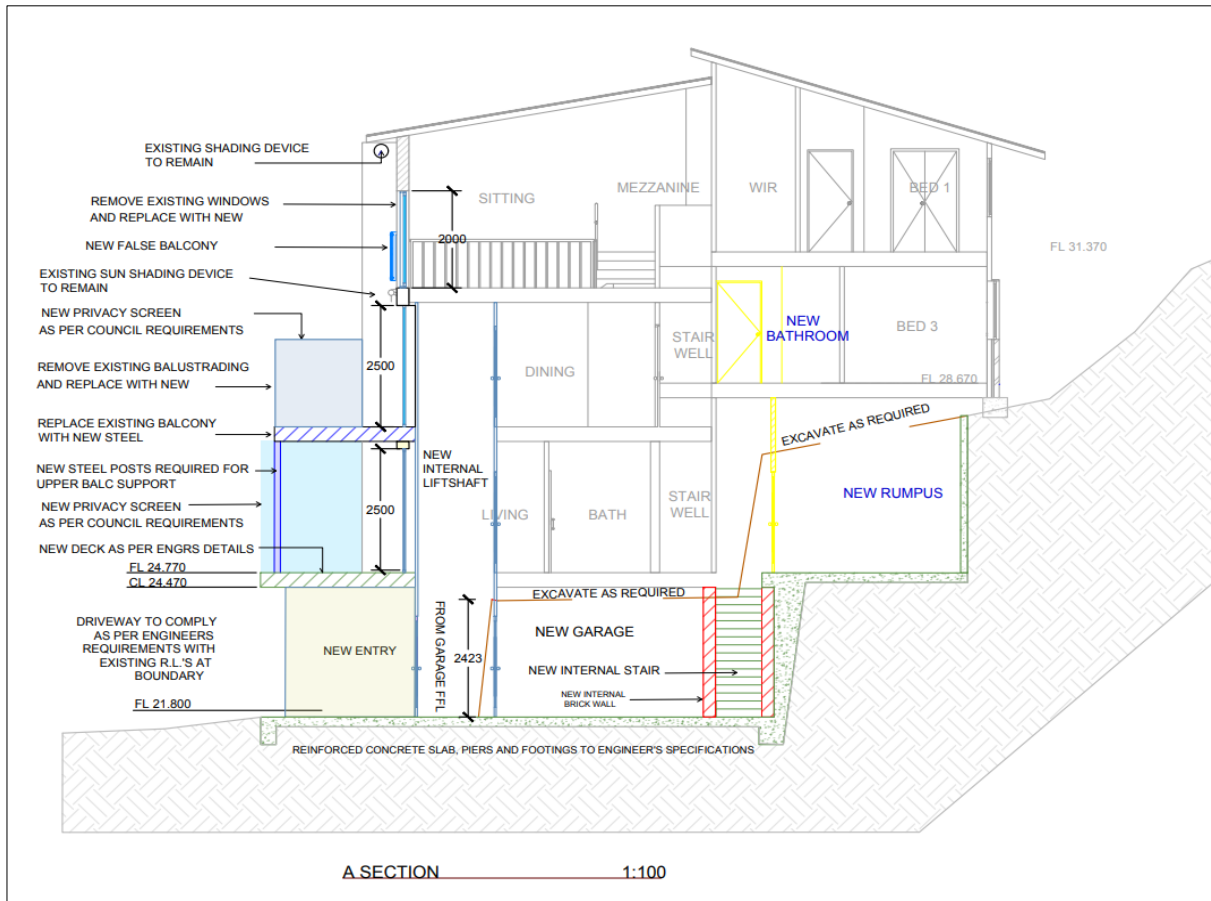 EXISTING SHADING DEVICE
TO REMAIN
REMOVE EXISTING WINDOWS
AND REPLACE WITH NEW
NEW FALSE BALCONY
EXISTING SUN SHADING DEVICE
TO REMAIN
NEW PRIVACY SCREEN
AS PER COUNCIL REQUIREMENTS
REMOVE EXISTING BALUSTRADING
AND REPLACE WITH NEW
REPLACE EXISTING BALCONY
WITH NEW STEEL
NEW STEEL POSTS REQUIRED FOR
UPPER BALC SUPPORT
NEW PRIVACY SCREEN
AS PER COUNCIL REQUIREMENTS
NEW DECK AS PER ENGRS DETAILS
FL 24.770
CL 24.470
DRIVEWAY TO COMPLY
AS PER ENGINEERS
REQUIREMENTS WITH
EXISTING R.L.'S AT
BOUNDARY
FL 21.800
SITTING
MEZZANINE
WIR
BED 1
FL 31.370
2000
2500
DINING
STAIR
WELL
NEW
BATHROOM
BED 3
FL 28.670
EXCAVATE AS REQUIRED
NEW
INTERNAL
LIFTSHAFT
2500
LIVING
BATH
STAIR
WELL
NEW RUMPUS
EXCAVATE AS REQUIRED
NEW ENTRY
FROM GARAGE FFL
2423
NEW GARAGE
NEW INTERNAL STAIR
NEW INTERNAL
BRICK WALL
REINFORCED CONCRETE SLAB, PIERS AND FOOTINGS TO ENGINEER'S SPECIFICATIONS
A SECTION 1:100